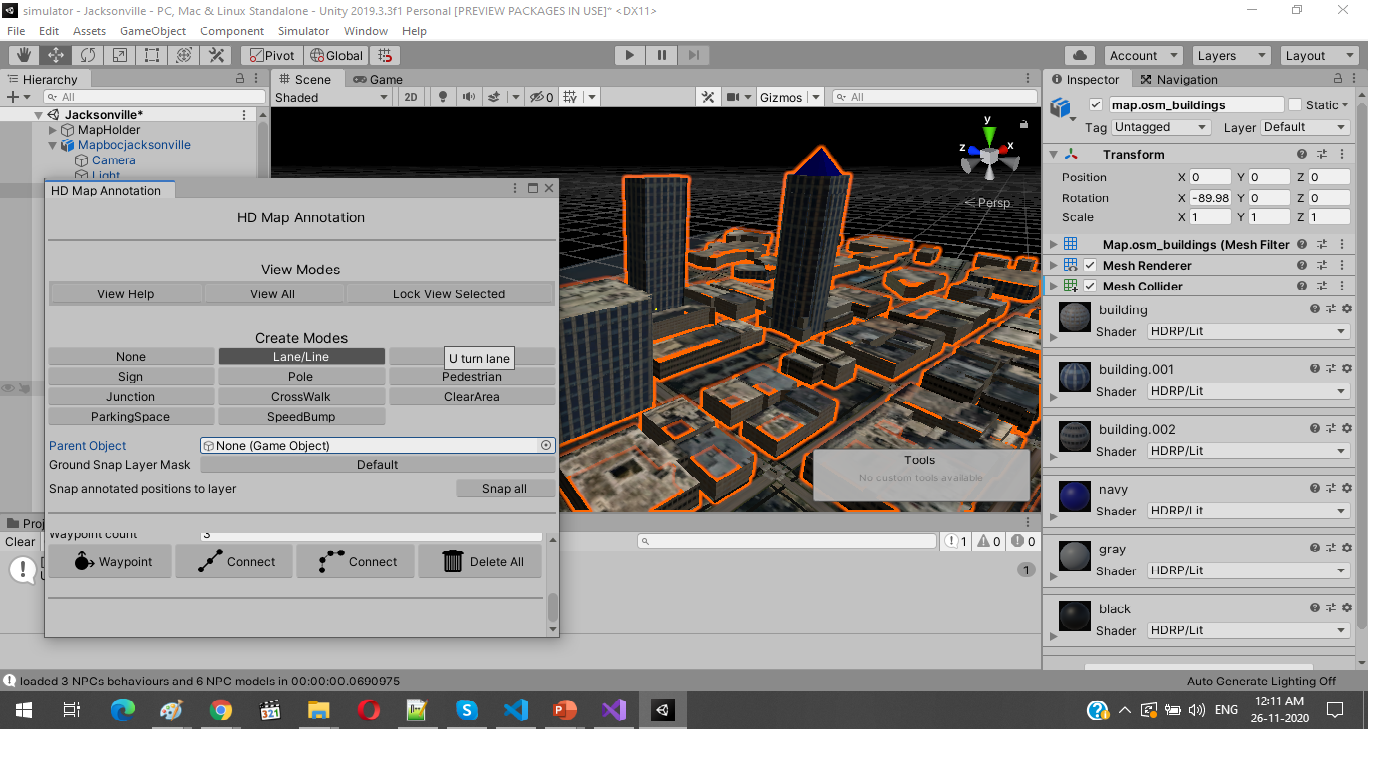 simulator - Jacksonville - PC, Mac & Linux Standalone - Unity 2019.3.3f1 Personal [PREVIEW PACKAGES IN USE]* <DX11>
File Edit Assets GameObject Component Simulator Window Help
Pivot Global Account Layers Layout
Hierarchy Scene Game Inspector Navigation
All Shaded 2D 0 Gizmos All map.osm_buildings Static
Jacksonville*
Tag Untagged Layer Default
MapHolder
Mapbocjacksonville
Camera
Light
y
z x
Persp
Transform
Position X 0 Y 0 Z 0
Rotation X -89.98 Y 0 Z 0
Scale X 1 Y 1 Z 1
Map.osm_buildings (Mesh Filter
Mesh Renderer
Mesh Collider
building
Shader HDRP/Lit
building.001
Shader HDRP/Lit
building.002
Shader HDRP/Lit
navy
Shader HDRP/Lit
gray
Shader HDRP/Lit
black
Shader HDRP/Lit
HD Map Annotation
HD Map Annotation
View Modes
View Help View All Lock View Selected
Create Modes
None Lane/Line
U turn lane
Sign Pole Pedestrian
Junction CrossWalk ClearArea
ParkingSpace SpeedBump
Parent Object None (Game Object)
Ground Snap Layer Mask Default
Snap annotated positions to layer Snap all
Tools
No custom tools available
Proj
Clear 1 0 0
Waypoint count 3
Waypoint Connect Connect Delete All
1
loaded 3 NPCs behaviours and 6 NPC models in 00:00:00.0690975
Auto Generate Lighting Off
321
ENG
12:11 AM
26-11-2020